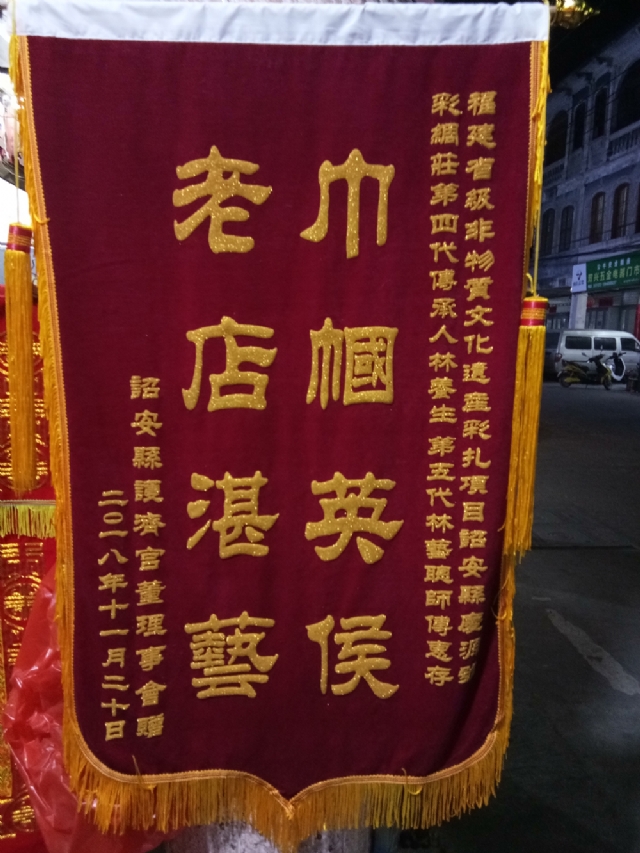 福建省級非物質文化遺產彩扎項目詔安縣慶源號
彩綢莊第四代傳承人林養生 第五代林藝聰師傅惠存
巾幗英侯
老店湛藝
詔安縣護濟宮董理事會贈
二〇一八年十一月二十日